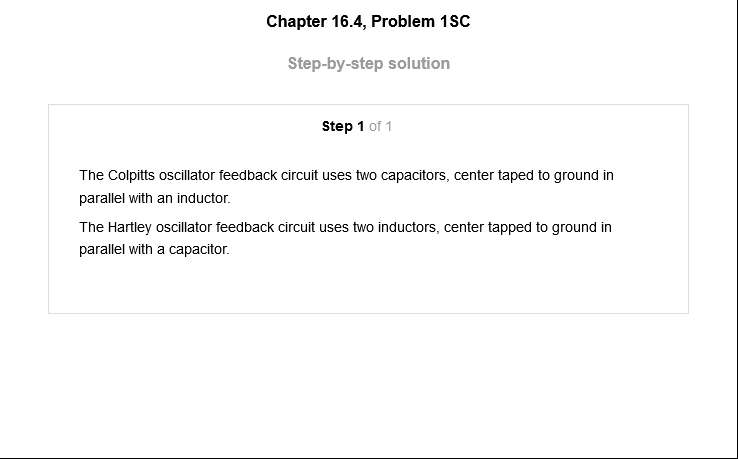 Chapter 16.4, Problem 1SC
Step-by-step solution
Step 1 of 1
The Colpitts oscillator feedback circuit uses two capacitors, center taped to ground in
parallel with an inductor.
The Hartley oscillator feedback circuit uses two inductors, center tapped to ground in
parallel with a capacitor.